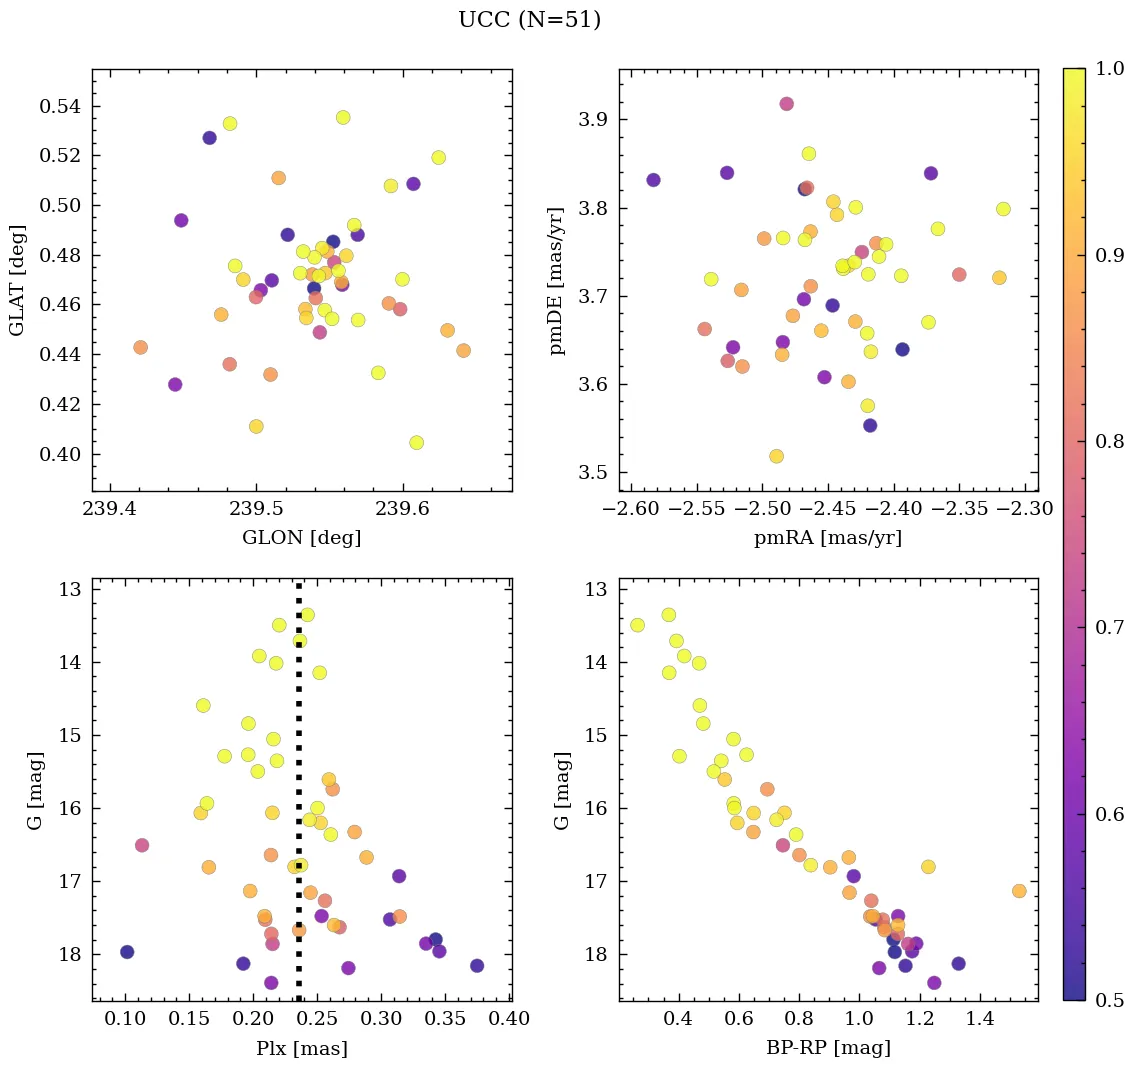 UCC (N=51)
0.54
0.52
0.50
0.48
0.46
0.44
0.42
0.40
GLAT [deg]
239.4 239.5 239.6
GLON [deg]
3.9
3.8
3.7
3.6
3.5
pmDE [mas/yr]
−2.60 −2.55 −2.50 −2.45 −2.40 −2.35 −2.30
pmRA [mas/yr]
1.0
0.9
0.8
0.7
0.6
0.5
13
14
15
16
17
18
G [mag]
0.10 0.15 0.20 0.25 0.30 0.35 0.40
Plx [mas]
13
14
15
16
17
18
G [mag]
0.4 0.6 0.8 1.0 1.2 1.4
BP-RP [mag]